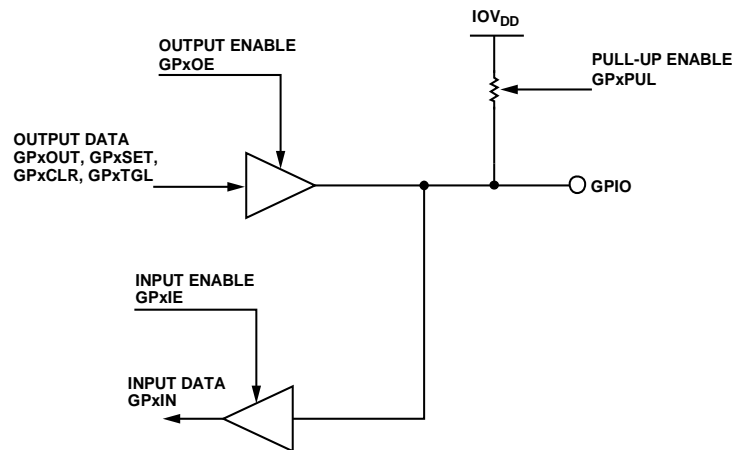 IOVDD
OUTPUT ENABLE
GPxOE
PULL-UP ENABLE
GPxPUL
OUTPUT DATA
GPxOUT, GPxSET,
GPxCLR, GPxTGL
GPIO
INPUT ENABLE
GPxIE
INPUT DATA
GPxIN